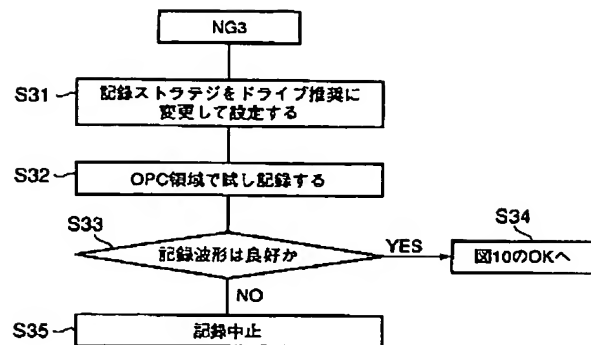 NG3
S31
記録ストラテジをドライブ推奨に
変更して設定する
S32
OPC領域で試し記録する
S33
記録波形は良好か
YES
S34
図10のOKへ
NO
S35
記録中止